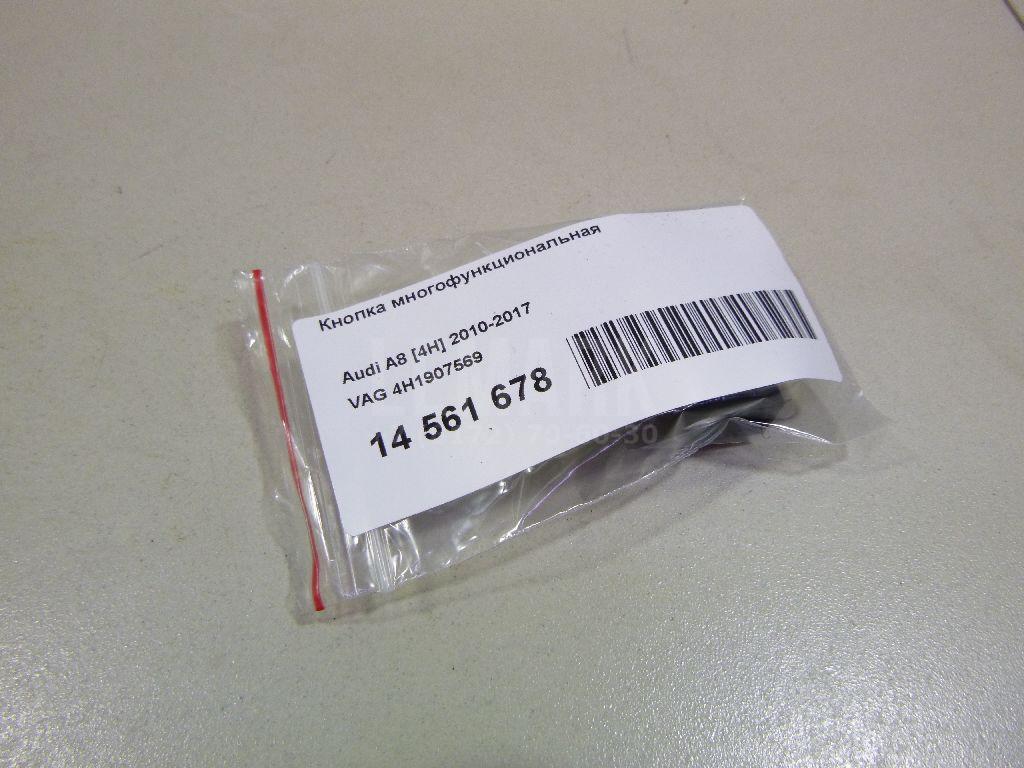 Кнопка многофункциональная
Audi A8 [4H] 2010-2017
VAG 4H1907569
14 561 678